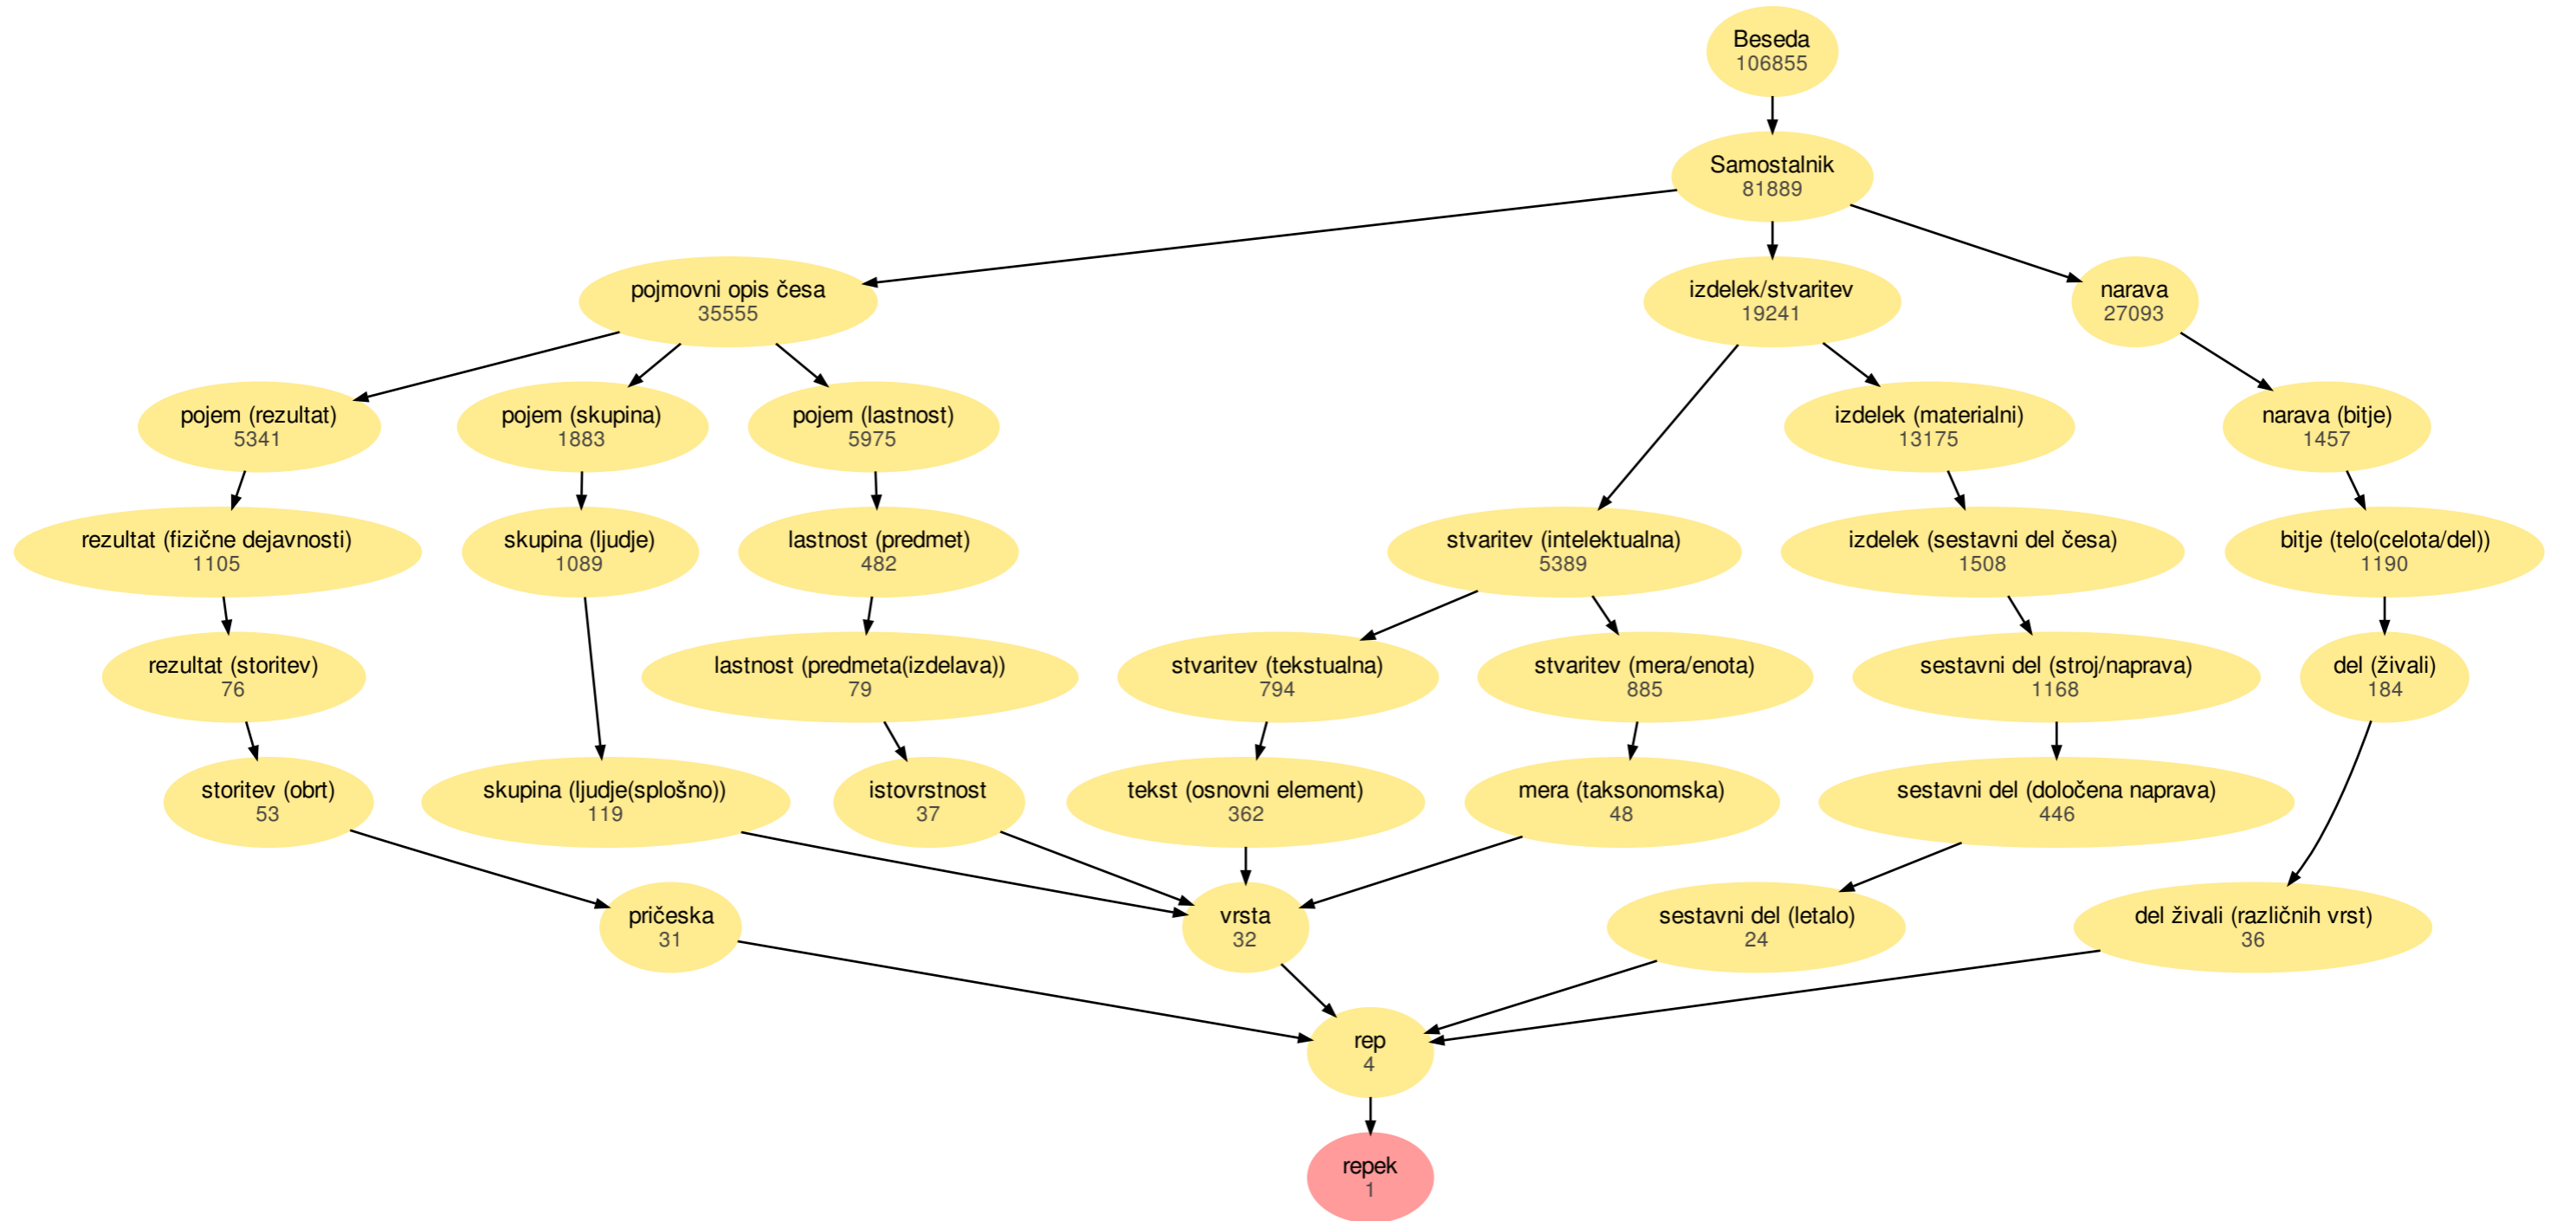 Beseda
106855
Samostalnik
81889
pojmovni opis česa
35555
izdelek/stvaritev
19241
narava
27093
pojem (rezultat)
5341
pojem (skupina)
1883
pojem (lastnost)
5975
izdelek (materialni)
13175
narava (bitje)
1457
rezultat (fizične dejavnosti)
1105
skupina (ljudje)
1089
lastnost (predmet)
482
stvaritev (intelektualna)
5389
izdelek (sestavni del česa)
1508
bitje (telo(celota/del))
1190
rezultat (storitev)
76
lastnost (predmeta(izdelava))
79
stvaritev (tekstualna)
794
stvaritev (mera/enota)
885
sestavni del (stroj/naprava)
1168
del (živali)
184
storitev (obrt)
53
skupina (ljudje(splošno))
119
istovrstnost
37
tekst (osnovni element)
362
mera (taksonomska)
48
sestavni del (določena naprava)
446
pričeska
31
vrsta
32
sestavni del (letalo)
24
del živali (različnih vrst)
36
rep
4
repek
1